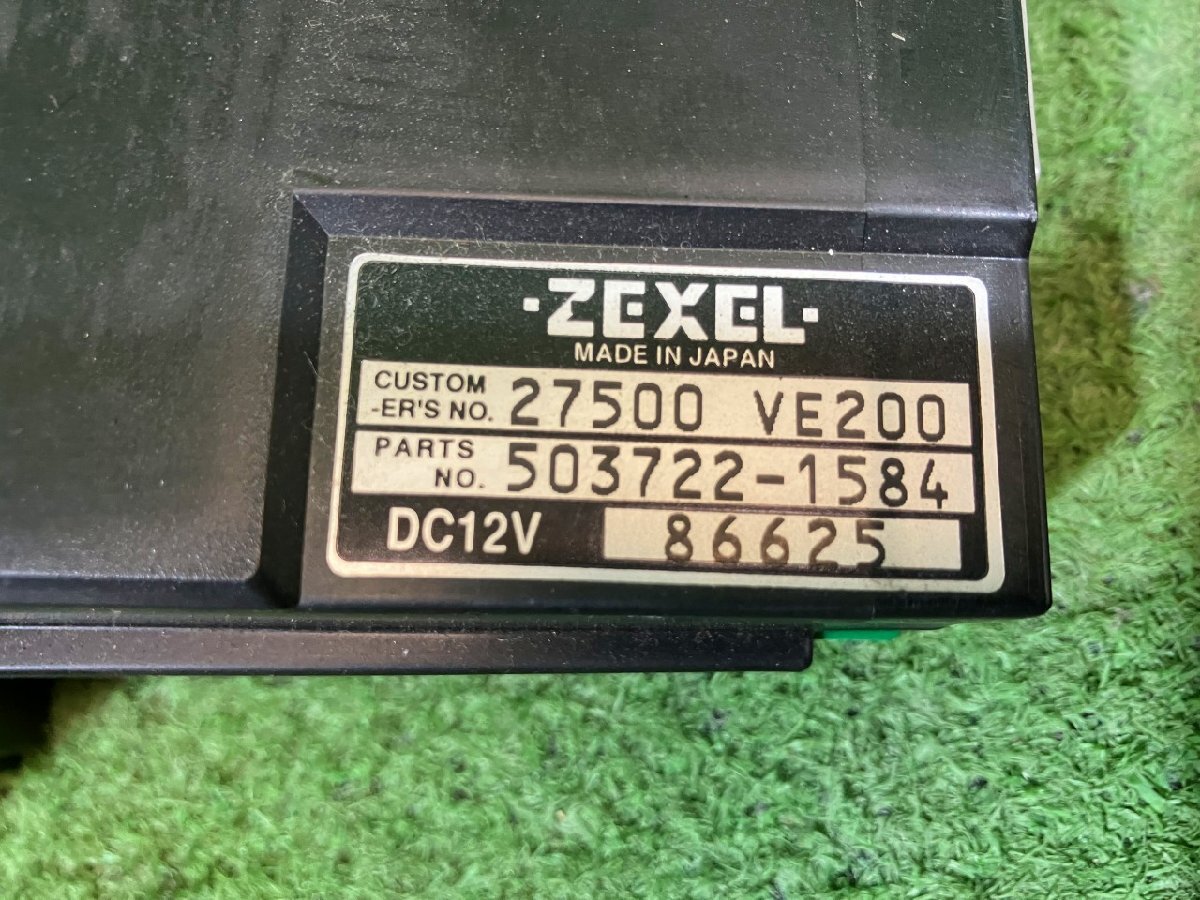 ·ZEXEL·
MADE IN JAPAN
CUSTOM
-ER'S NO. 27500 VE200
PARTS
NO. 503722-1584
DC12V 86625